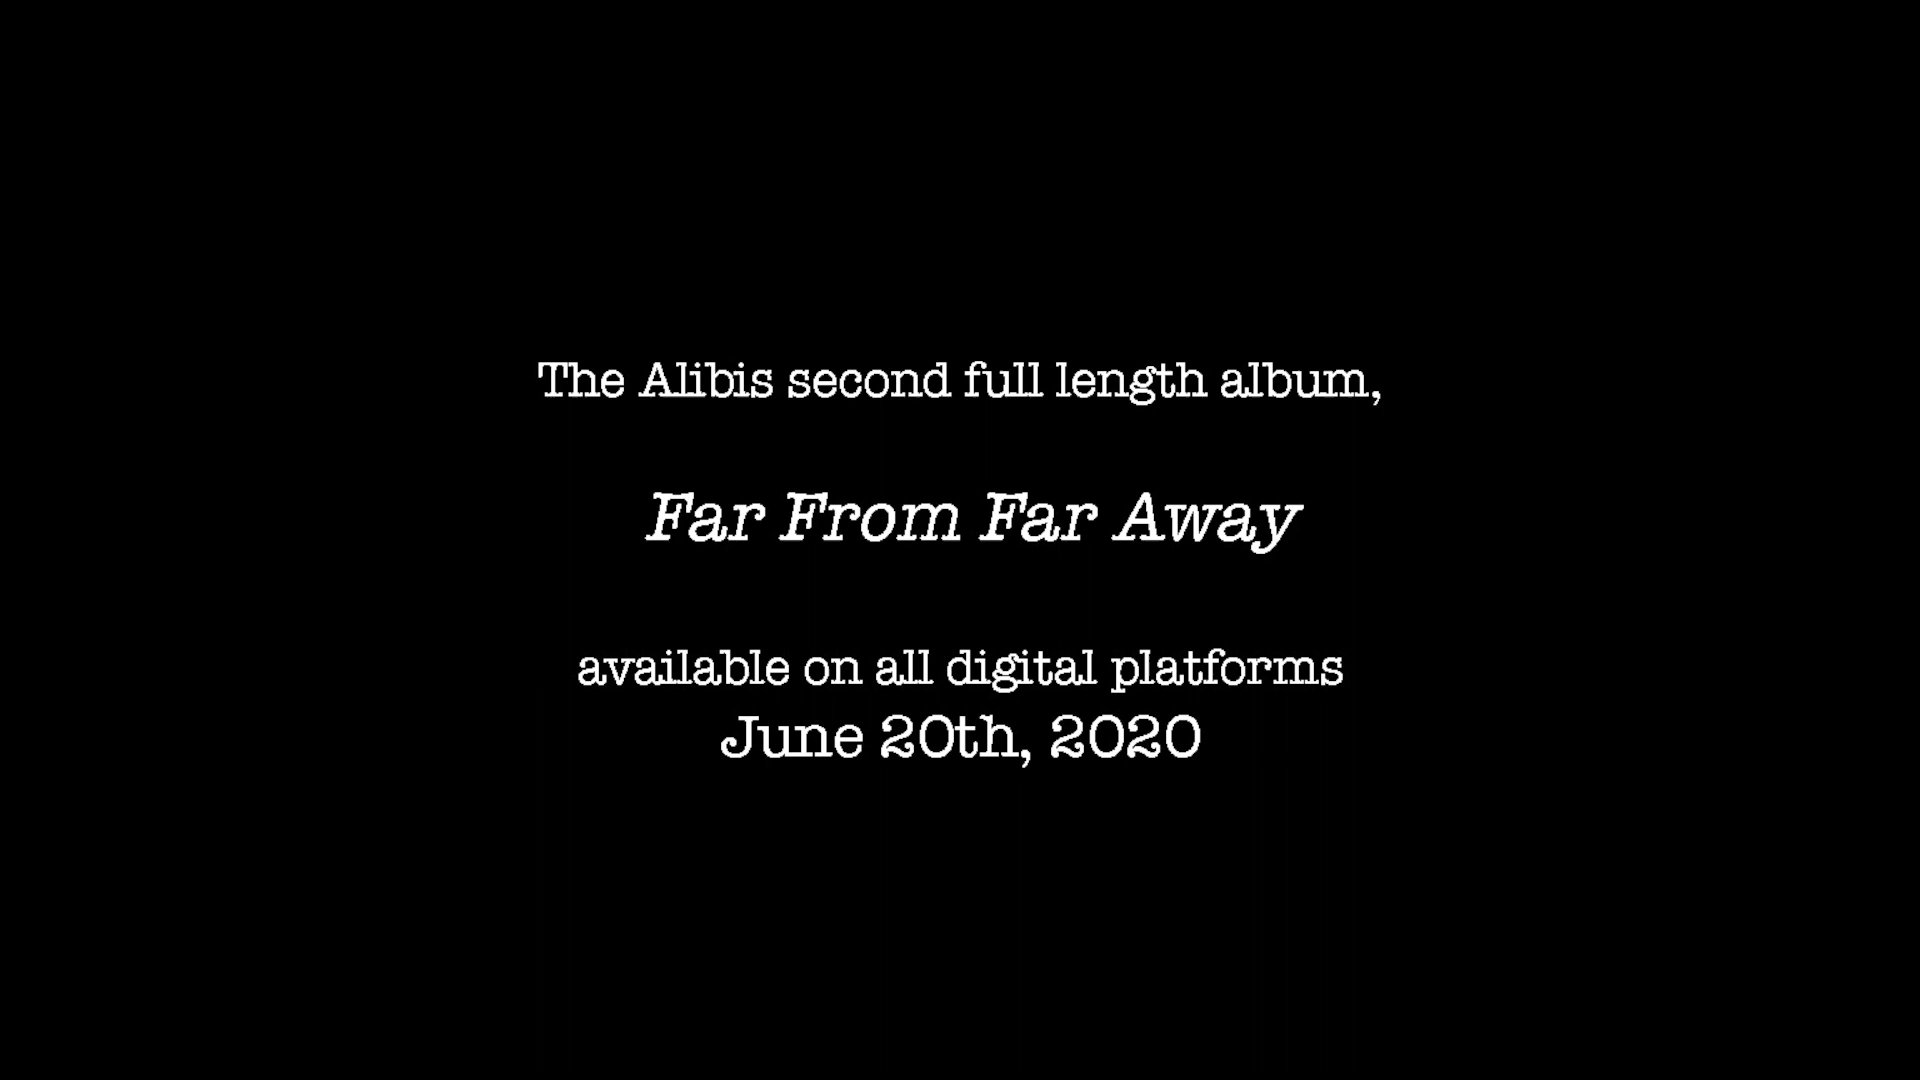 The Alibis second full length album,
Far From Far Away
available on all digital platforms
June 20th, 2020